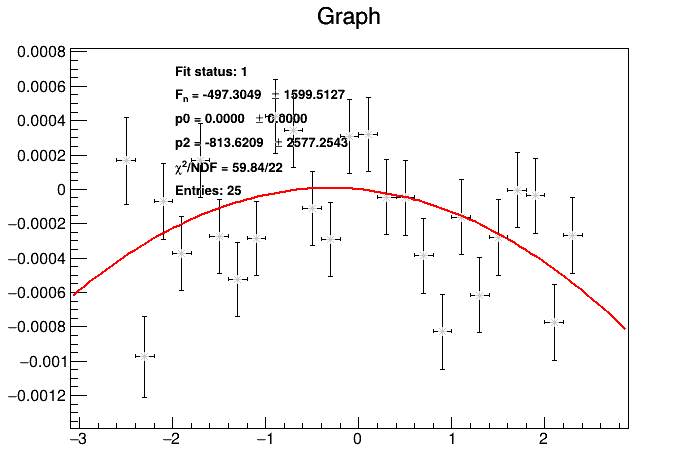 Graph
0.0008
0.0006
0.0004
0.0002
0
−0.0002
−0.0004
−0.0006
−0.0008
−0.001
−0.0012
Fit status: 1
Fn = -497.3049 ± 1599.5127
p0 = 0.0000 ± 0.0000
p2 = -813.6209 ± 2577.2543
χ²/NDF = 59.84/22
Entries: 25
−3 −2 −1 0 1 2